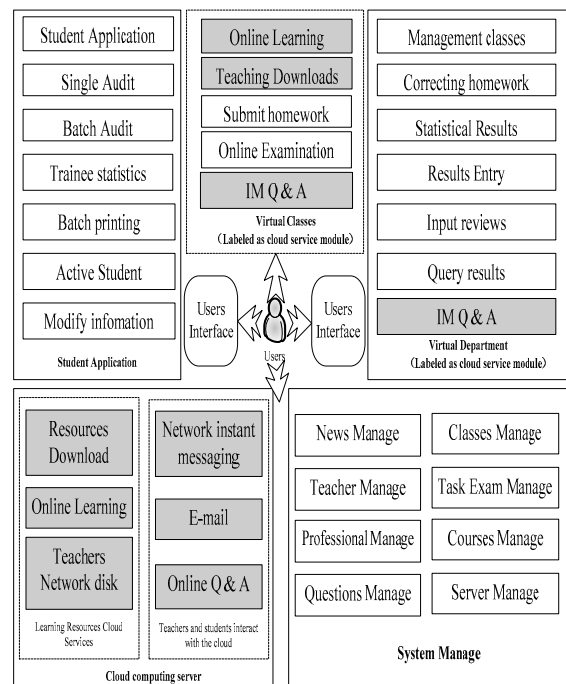 Student Application
Single Audit
Batch Audit
Trainee statistics
Batch printing
Active Student
Modify infomation
Student Application
Online Learning
Teaching Downloads
Submit homework
Online Examination
IM Q & A
Virtual Classes
(Labeled as cloud service module)
Management classes
Correcting homework
Statistical Results
Results Entry
Input reviews
Query results
IM Q & A
Virtual Department
(Labeled as cloud service module)
Users
Interface
Users
Users
Interface
Resources
Download
Online Learning
Teachers
Network disk
Learning Resources Cloud
Services
Network instant
messaging
E-mail
Online Q & A
Teachers and students interact
with the cloud
Cloud computing server
News Manage
Classes Manage
Teacher Manage
Task Exam Manage
Professional Manage
Courses Manage
Questions Manage
Server Manage
System Manage